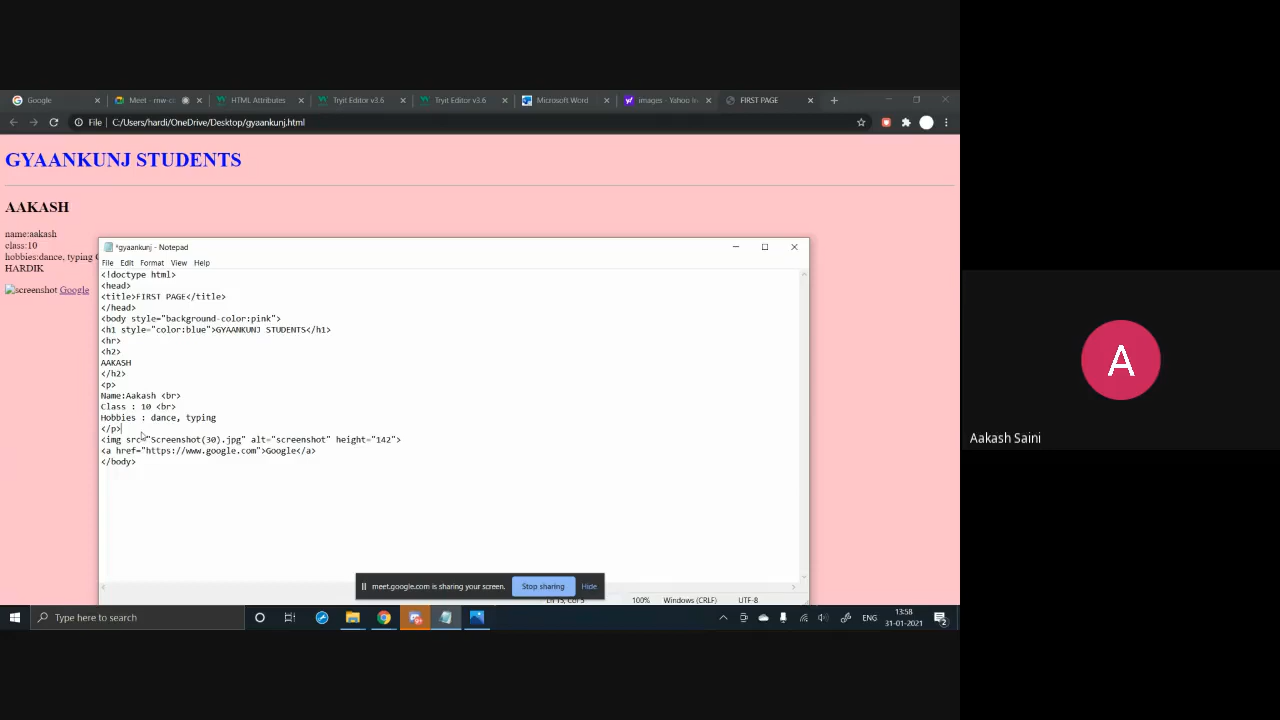 Google
Meet - rnw-c
HTML Attributes
Tryit Editor v3.6
Tryit Editor v3.6
Microsoft Word
images - Yahoo In
FIRST PAGE
File
C:/Users/hardi/OneDrive/Desktop/gyaankunj.html
GYAANKUNJ STUDENTS
AAKASH
name:aakash
class:10
hobbies:dance, typing
HARDIK
screenshot Google
*gyaankunj - Notepad
File Edit Format View Help
<!doctype html>
<head>
<title>FIRST PAGE</title>
</head>
<body style="background-color:pink">
<h1 style="color:blue">GYAANKUNJ STUDENTS</h1>
<hr>
<h2>
AAKASH
</h2>
<p>
Name:Aakash <br>
Class : 10 <br>
Hobbies : dance, typing
</p>
<img src="Screenshot(30).jpg" alt="screenshot" height="142">
<a href="https://www.google.com">Google</a>
</body>
meet.google.com is sharing your screen.
Stop sharing
Hide
100%
Windows (CRLF)
UTF-8
Type here to search
ENG
13:58
31-01-2021
2
A
Aakash Saini